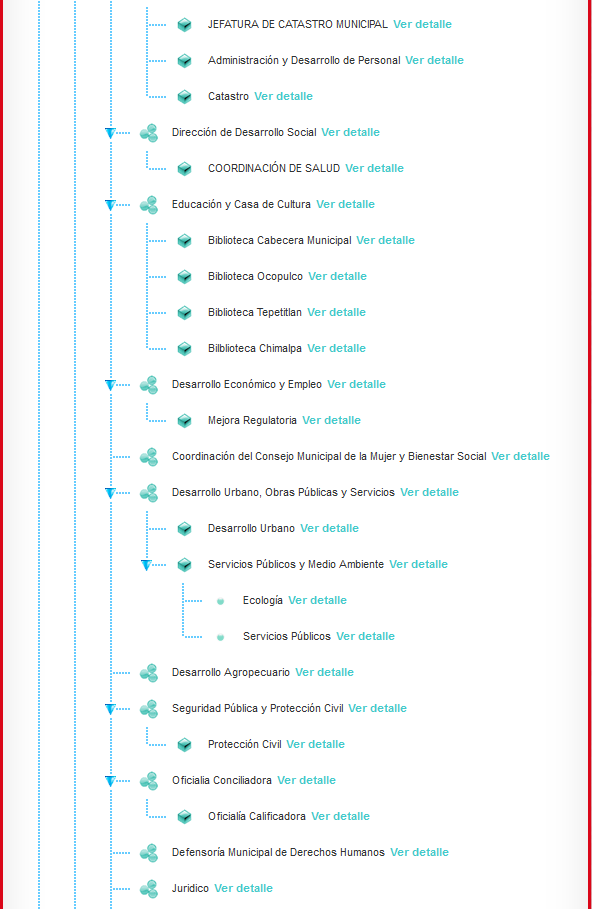 JEFATURA DE CATASTRO MUNICIPAL Ver detalle
Administración y Desarrollo de Personal Ver detalle
Catastro Ver detalle
Dirección de Desarrollo Social Ver detalle
COORDINACIÓN DE SALUD Ver detalle
Educación y Casa de Cultura Ver detalle
Biblioteca Cabecera Municipal Ver detalle
Biblioteca Ocopulco Ver detalle
Biblioteca Tepetitlan Ver detalle
Bilblioteca Chimalpa Ver detalle
Desarrollo Económico y Empleo Ver detalle
Mejora Regulatoria Ver detalle
Coordinación del Consejo Municipal de la Mujer y Bienestar Social Ver detalle
Desarrollo Urbano, Obras Públicas y Servicios Ver detalle
Desarrollo Urbano Ver detalle
Servicios Públicos y Medio Ambiente Ver detalle
Ecología Ver detalle
Servicios Públicos Ver detalle
Desarrollo Agropecuario Ver detalle
Seguridad Pública y Protección Civil Ver detalle
Protección Civil Ver detalle
Oficialia Conciliadora Ver detalle
Oficialía Calificadora Ver detalle
Defensoría Municipal de Derechos Humanos Ver detalle
Juridico Ver detalle